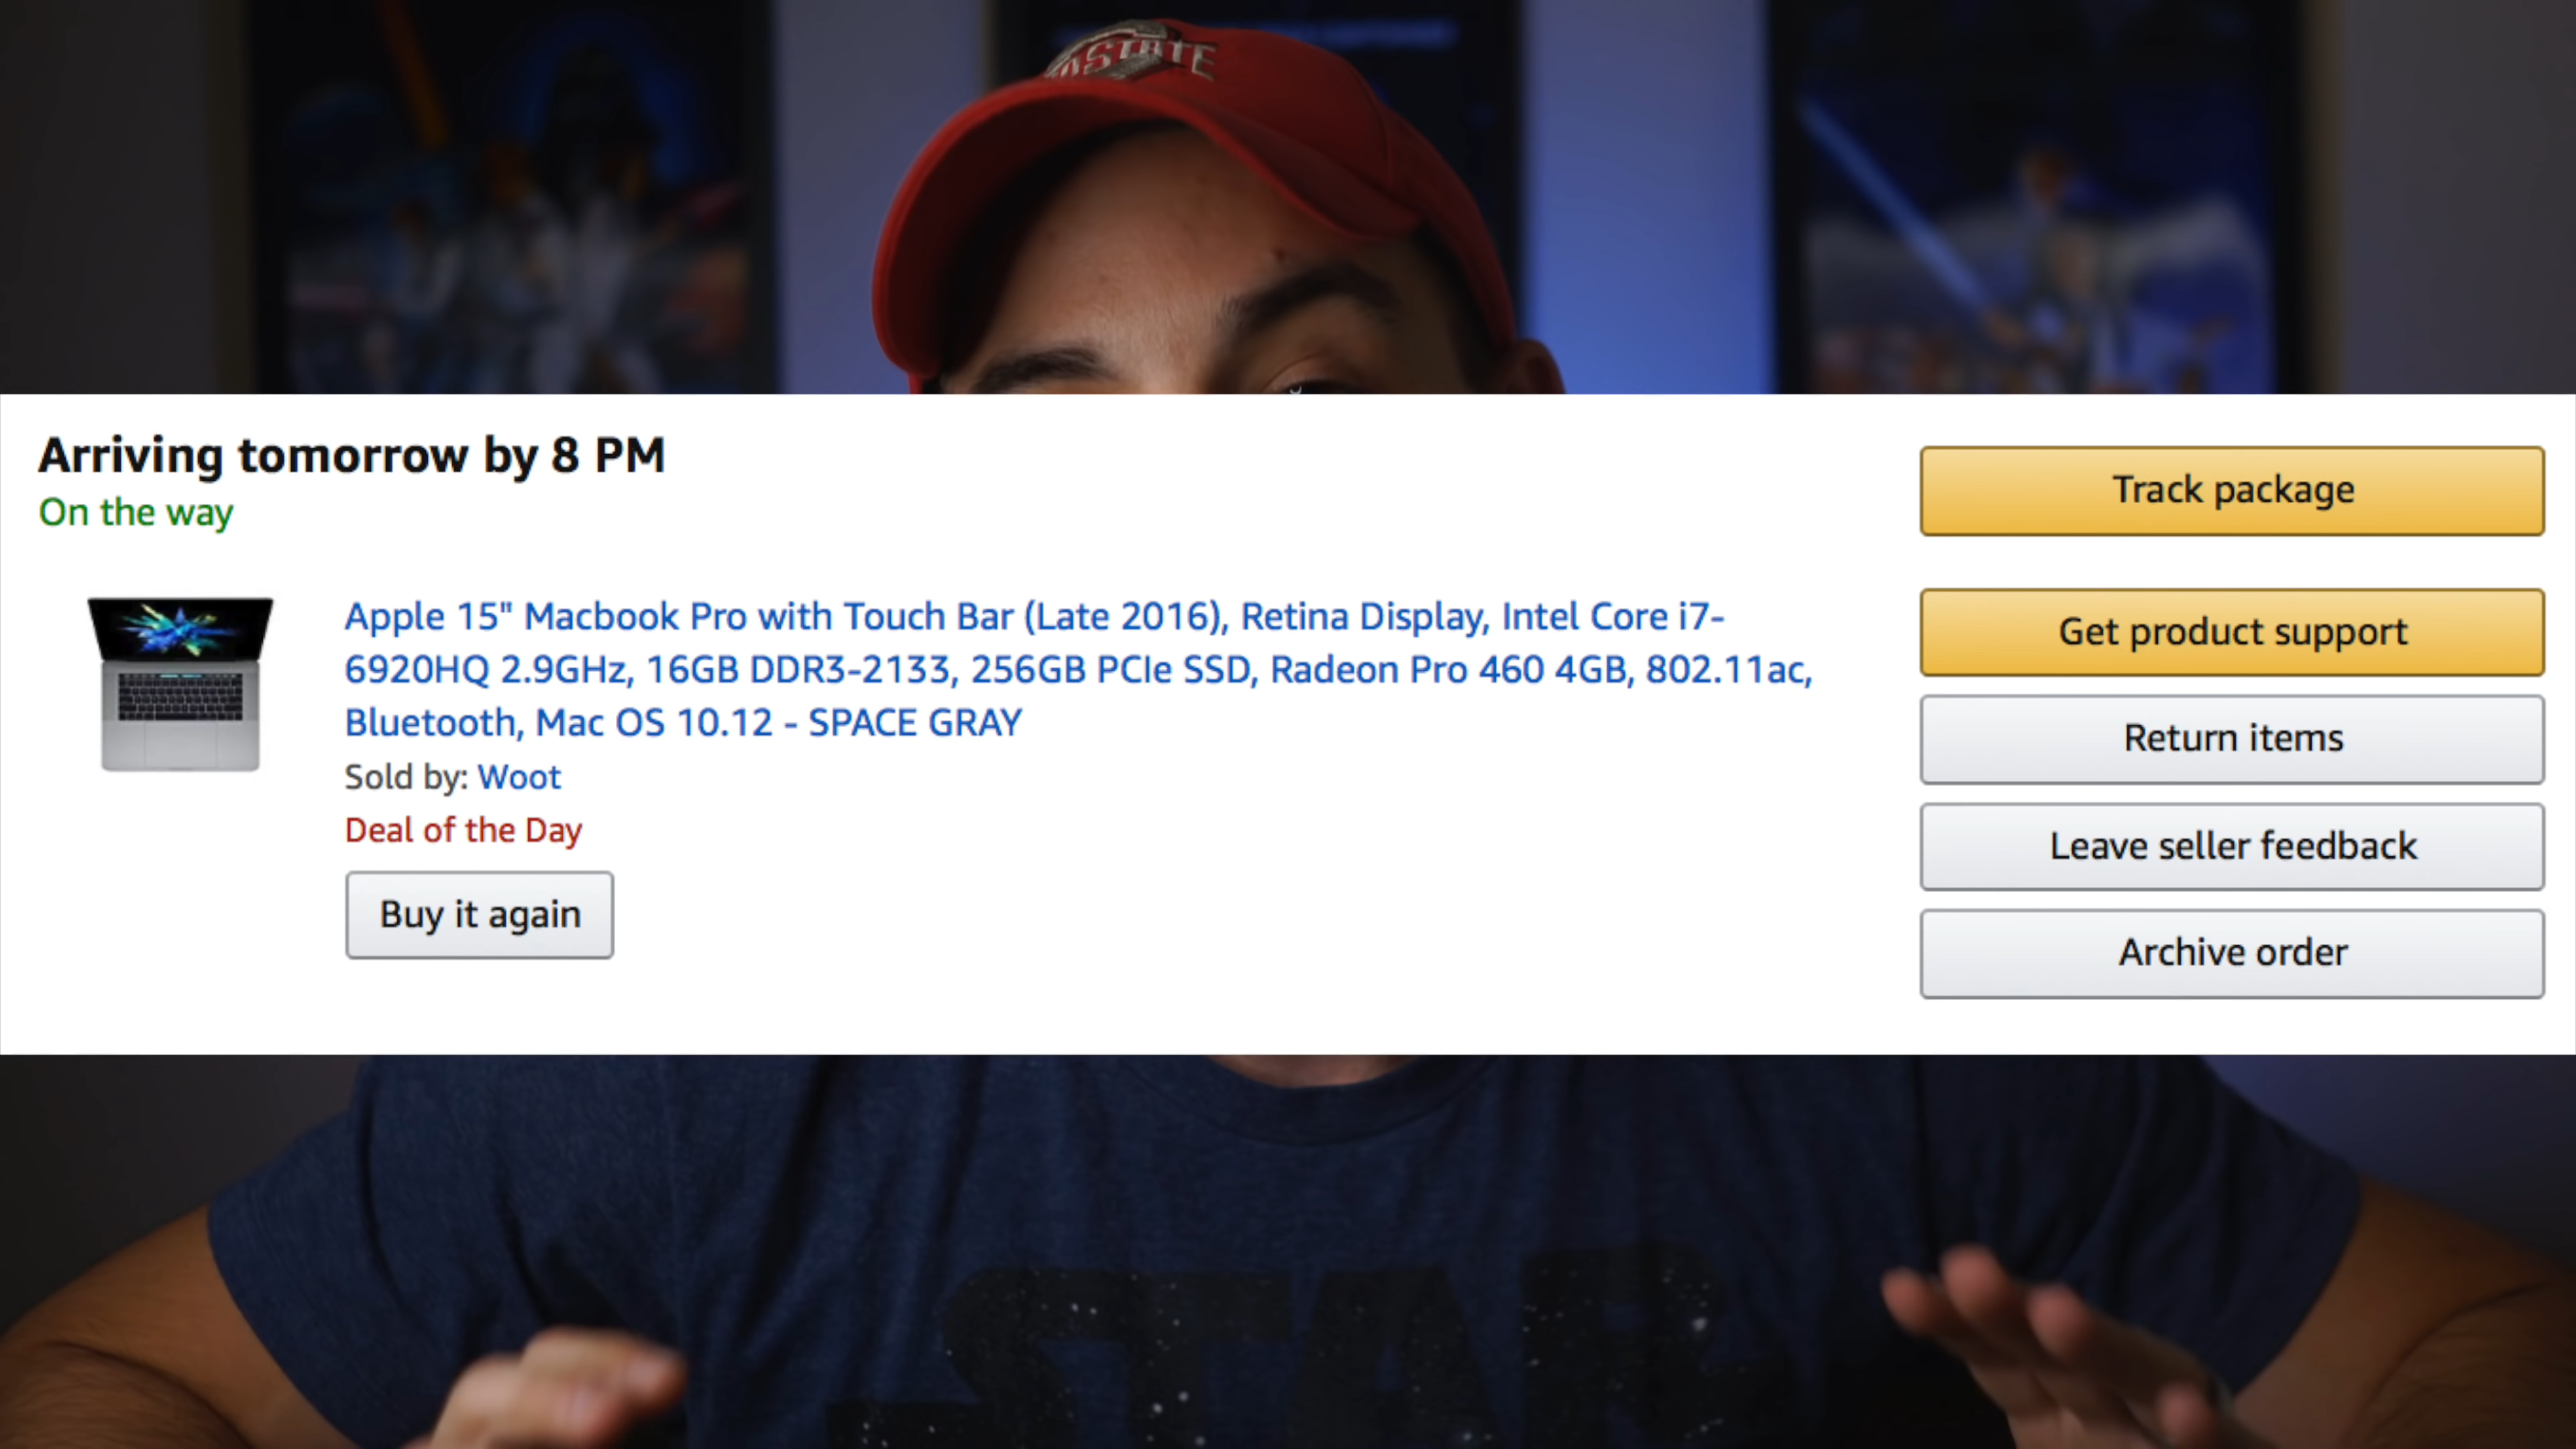 STATE
Arriving tomorrow by 8 PM
On the way
Track package
Apple 15" Macbook Pro with Touch Bar (Late 2016), Retina Display, Intel Core i7-
6920HQ 2.9GHz, 16GB DDR3-2133, 256GB PCIe SSD, Radeon Pro 460 4GB, 802.11ac,
Bluetooth, Mac OS 10.12 - SPACE GRAY
Sold by: Woot
Deal of the Day
Buy it again
Get product support
Return items
Leave seller feedback
Archive order
STAR